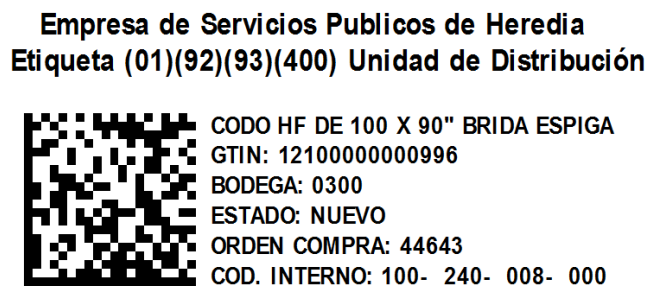 Empresa de Servicios Publicos de Heredia
Etiqueta (01)(92)(93)(400) Unidad de Distribución
CODO HF DE 100 X 90" BRIDA ESPIGA
GTIN: 12100000000996
BODEGA: 0300
ESTADO: NUEVO
ORDEN COMPRA: 44643
COD. INTERNO: 100- 240- 008- 000